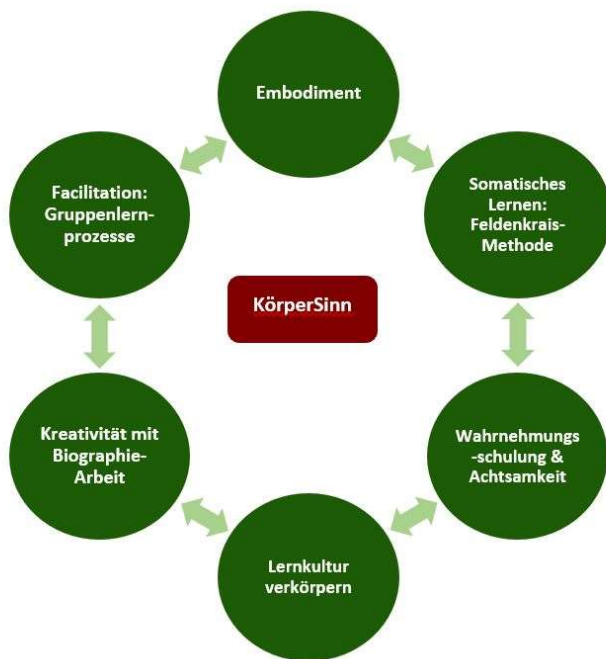 Embodiment
Facilitation:
Gruppenlern-
prozesse
Somatisches
Lernen:
Feldenkrais-
Methode
KörperSinn
Kreativität mit
Biographie-
Arbeit
Wahrnehmungs
-schulung &
Achtsamkeit
Lernkultur
verkörpern